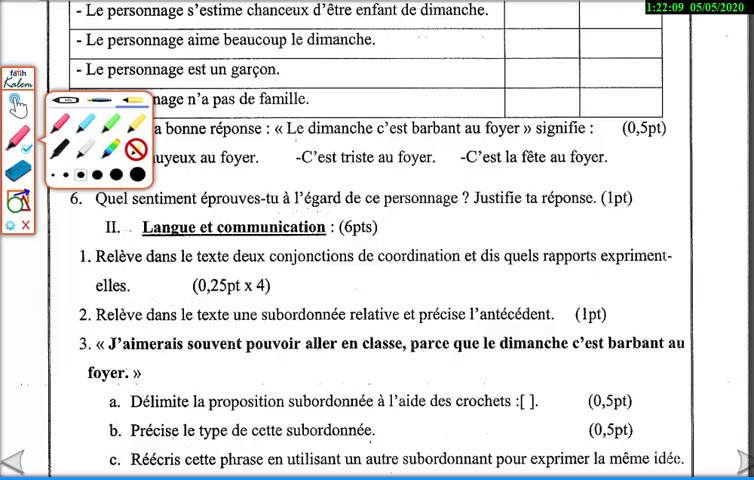 1:22:09 05/05/2020
- Le personnage s'estime chanceux d'être enfant de dimanche.
- Le personnage aime beaucoup le dimanche.
- Le personnage est un garçon.
nage n'a pas de famille.
fatih
Kalem
a bonne réponse : « Le dimanche c'est barbant au foyer » signifie : (0,5pt)
uyeux au foyer. -C'est triste au foyer. -C'est la fête au foyer.
6. Quel sentiment éprouves-tu à l'égard de ce personnage ? Justifie ta réponse. (1pt)
II. Langue et communication : (6pts)
1. Relève dans le texte deux conjonctions de coordination et dis quels rapports expriment-
elles. (0,25pt x 4)
2. Relève dans le texte une subordonnée relative et précise l'antécédent. (1pt)
3. « J'aimerais souvent pouvoir aller en classe, parce que le dimanche c'est barbant au
foyer. »
a. Délimite la proposition subordonnée à l'aide des crochets :[ ]. (0,5pt)
b. Précise le type de cette subordonnée. (0,5pt)
c. Réécris cette phrase en utilisant un autre subordonnant pour exprimer la même idée.